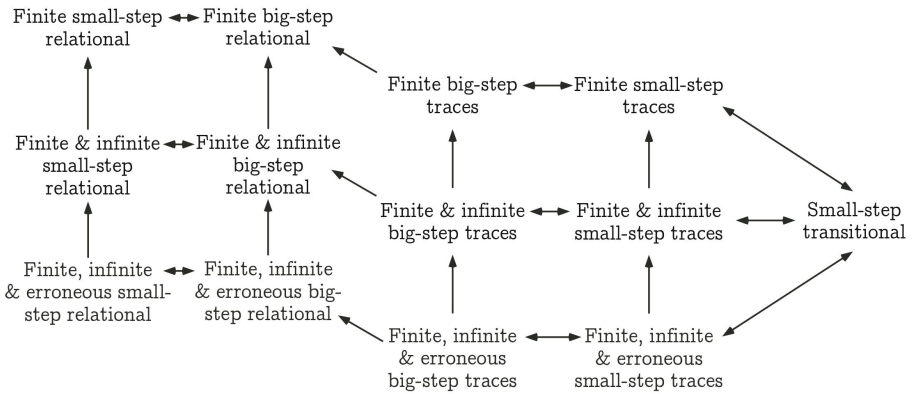 Finite small-step
relational
Finite big-step
relational
Finite big-step
traces
Finite small-step
traces
Finite & infinite
small-step
relational
Finite & infinite
big-step
relational
Finite & infinite
big-step traces
Finite & infinite
small-step traces
Small-step
transitional
Finite, infinite
& erroneous small-
step relational
Finite, infinite
& erroneous big-
step relational
Finite, infinite
& erroneous
big-step traces
Finite, infinite
& erroneous
small-step traces